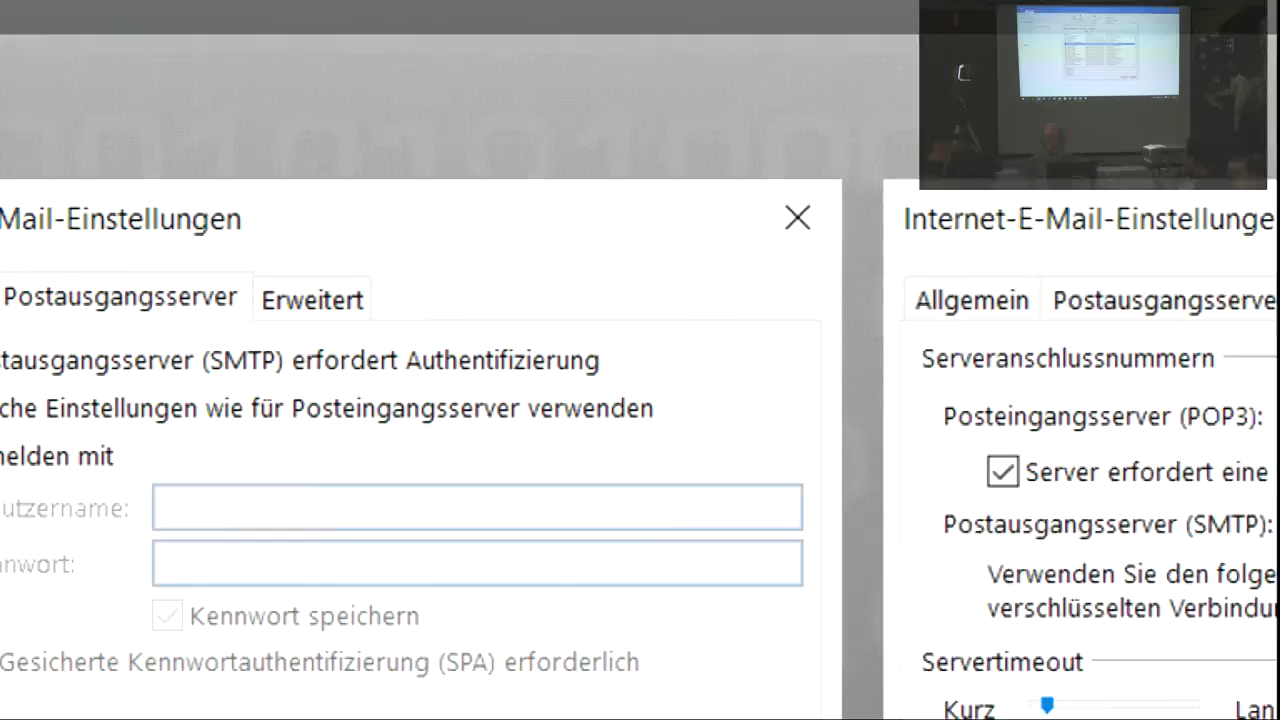 Mail-Einstellungen
Postausgangsserver
Erweitert
stausgangsserver (SMTP) erfordert Authentifizierung
che Einstellungen wie für Posteingangsserver verwenden
elden mit
utzername:
nwort:
Kennwort speichern
Gesicherte Kennwortauthentifizierung (SPA) erforderlich
Internet-E-Mail-Einstellunge
Allgemein
Postausgangsserve
Serveranschlussnummern
Posteingangsserver (POP3):
Server erfordert eine
Postausgangsserver (SMTP):
Verwenden Sie den folge
verschlüsselten Verbindu
Servertimeout
Kurz
Lan